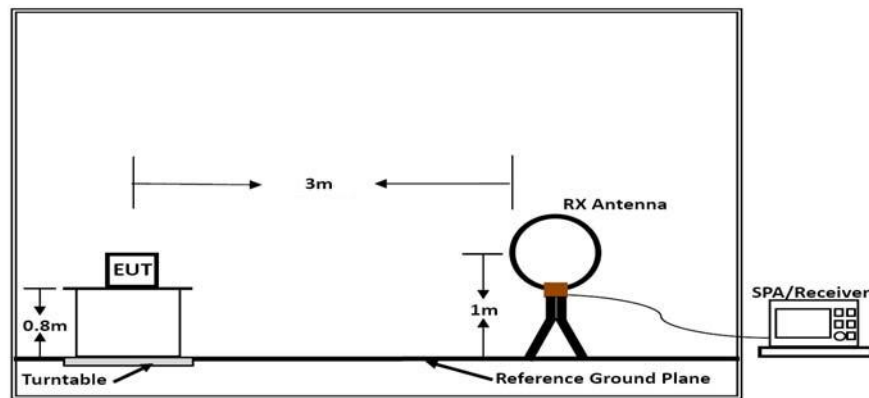 3m
RX Antenna
EUT
SPA/Receiver
0.8m
1m
Turntable
Reference Ground Plane